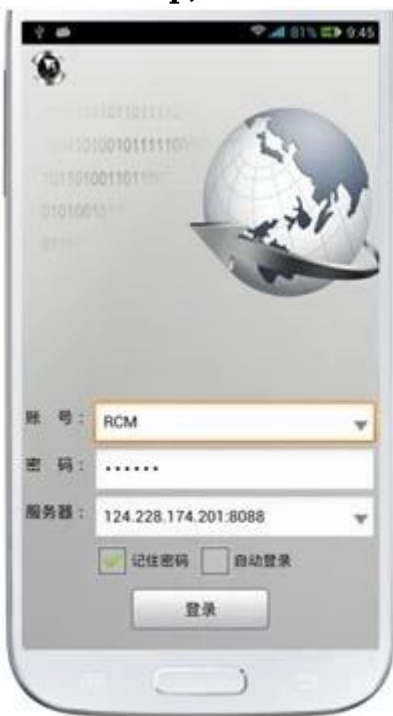 81% 9:45
账 号：
RCM
密 码：
······
服务器：
124.228.174.201:8088
记住密码 自动登录
登录